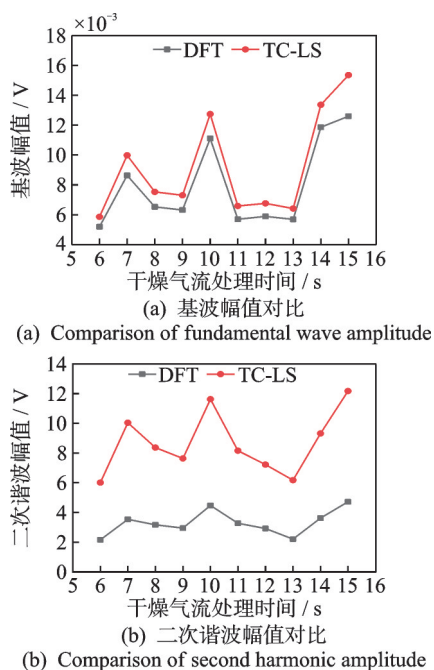 ×10⁻³
18
16
14
12
10
8
6
4
基波幅值 / V
DFT TC-LS
5 6 7 8 9 10 11 12 13 14 15 16
干燥气流处理时间 / s
(a) 基波幅值对比
(a) Comparison of fundamental wave amplitude
14
12
10
8
6
4
2
0
二次谐波幅值 / V
DFT TC-LS
5 6 7 8 9 10 11 12 13 14 15 16
干燥气流处理时间 / s
(b) 二次谐波幅值对比
(b) Comparison of second harmonic amplitude